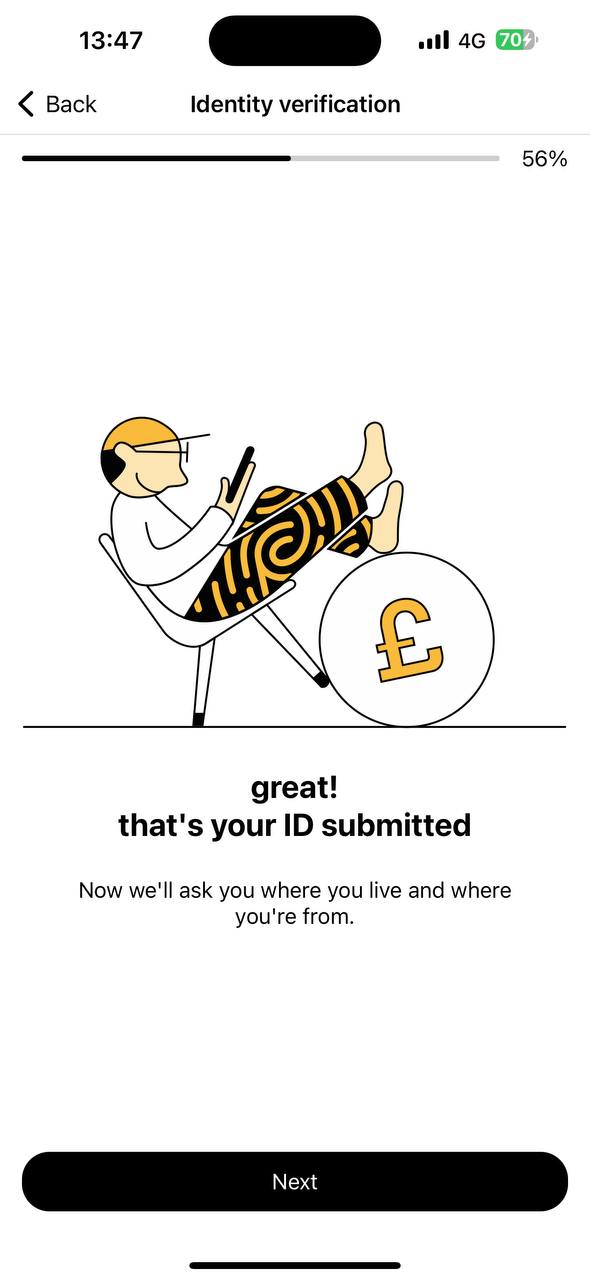 13:47
4G
70
Back
Identity verification
56%
£
great!
that's your ID submitted
Now we'll ask you where you live and where
you're from.
Next